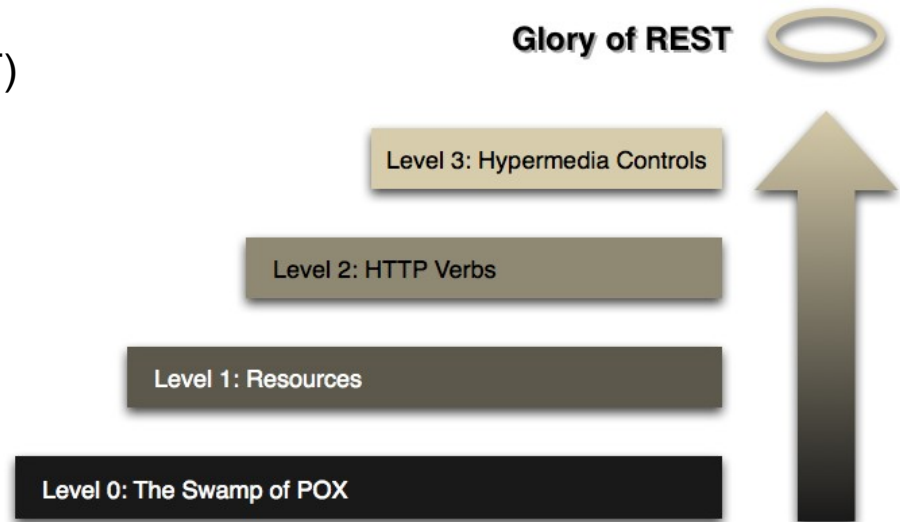 Glory of REST
T)
Level 3: Hypermedia Controls
Level 2: HTTP Verbs
Level 1: Resources
Level 0: The Swamp of POX